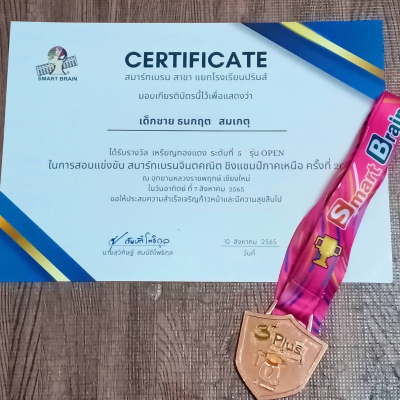 SMART BRAIN
CERTIFICATE
สมาร์ทเบรน สาขา แยกโรงเรียนปรินส์
มอบเกียรติบัตรนี้ไว้เพื่อแสดงว่า
เด็กชาย ธนกฤต สมเกตุ
ได้รับรางวัล เหรียญทองแดง ระดับที่ 5 รุ่น OPEN
ในการสอบแข่งขัน สมาร์ทเบรนจินตคณิต ชิงแชมป์ภาคเหนือ ครั้งที่
ณ อุทยานหลวงราชพฤกษ์ เชียงใหม่
ในวันอาทิตย์ ที่ 7 สิงหาคม 2565
ขอให้ประสบความสำเร็จเจริญก้าวหน้าและมีความสุขสืบไป
10 สิงหาคม 2565
วันที่
Smart Brain
3 Plus